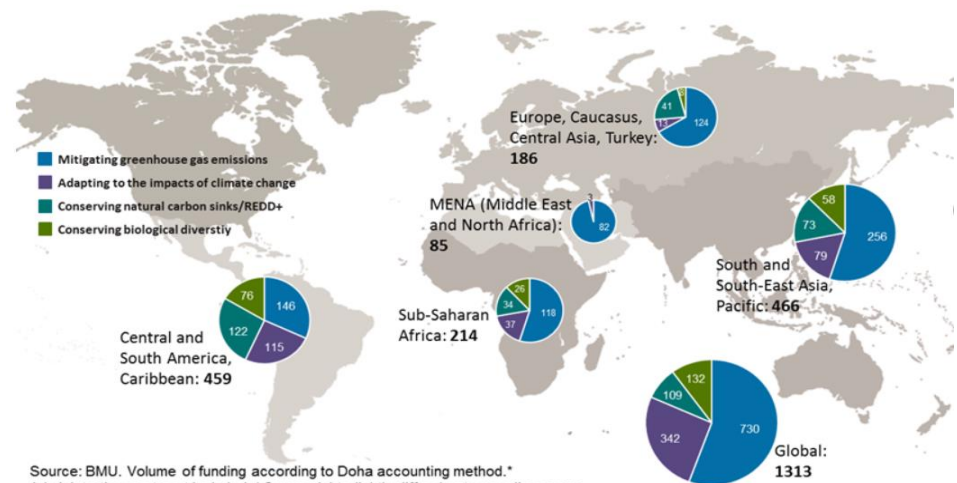 Mitigating greenhouse gas emissions
Adapting to the impacts of climate change
Conserving natural carbon sinks/REDD+
Conserving biological diverstiy
Europe, Caucasus,
Central Asia, Turkey:
186
41
13
124
MENA (Middle East
and North Africa):
85
3
82
58
73
256
79
South and
South-East Asia,
Pacific: 466
26
34
118
37
Sub-Saharan
Africa: 214
76
146
122
115
Central and
South America,
Caribbean: 459
132
109
730
342
Global:
1313
Source: BMU. Volume of funding according to Doha accounting method.*